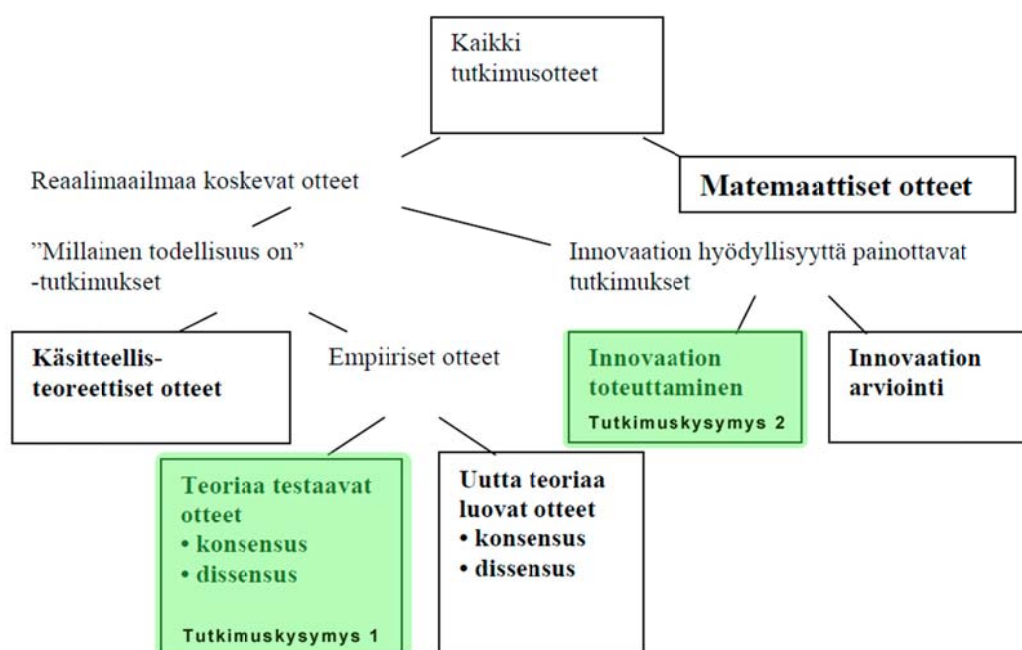 Kaikki
tutkimusotteet
Reaalimaailmaa koskevat otteet
Matemaattiset otteet
”Millainen todellisuus on”
-tutkimukset
Innovaation hyödyllisyyttä painottavat
tutkimukset
Käsitteellis-
teoreettiset otteet
Empiiriset otteet
Innovaation
toteuttaminen
Tutkimuskysymys 2
Innovaation
arviointi
Teoriaa testaavat
otteet
• konsensus
• dissensus
Tutkimuskysymys 1
Uutta teoriaa
luovat otteet
• konsensus
• dissensus